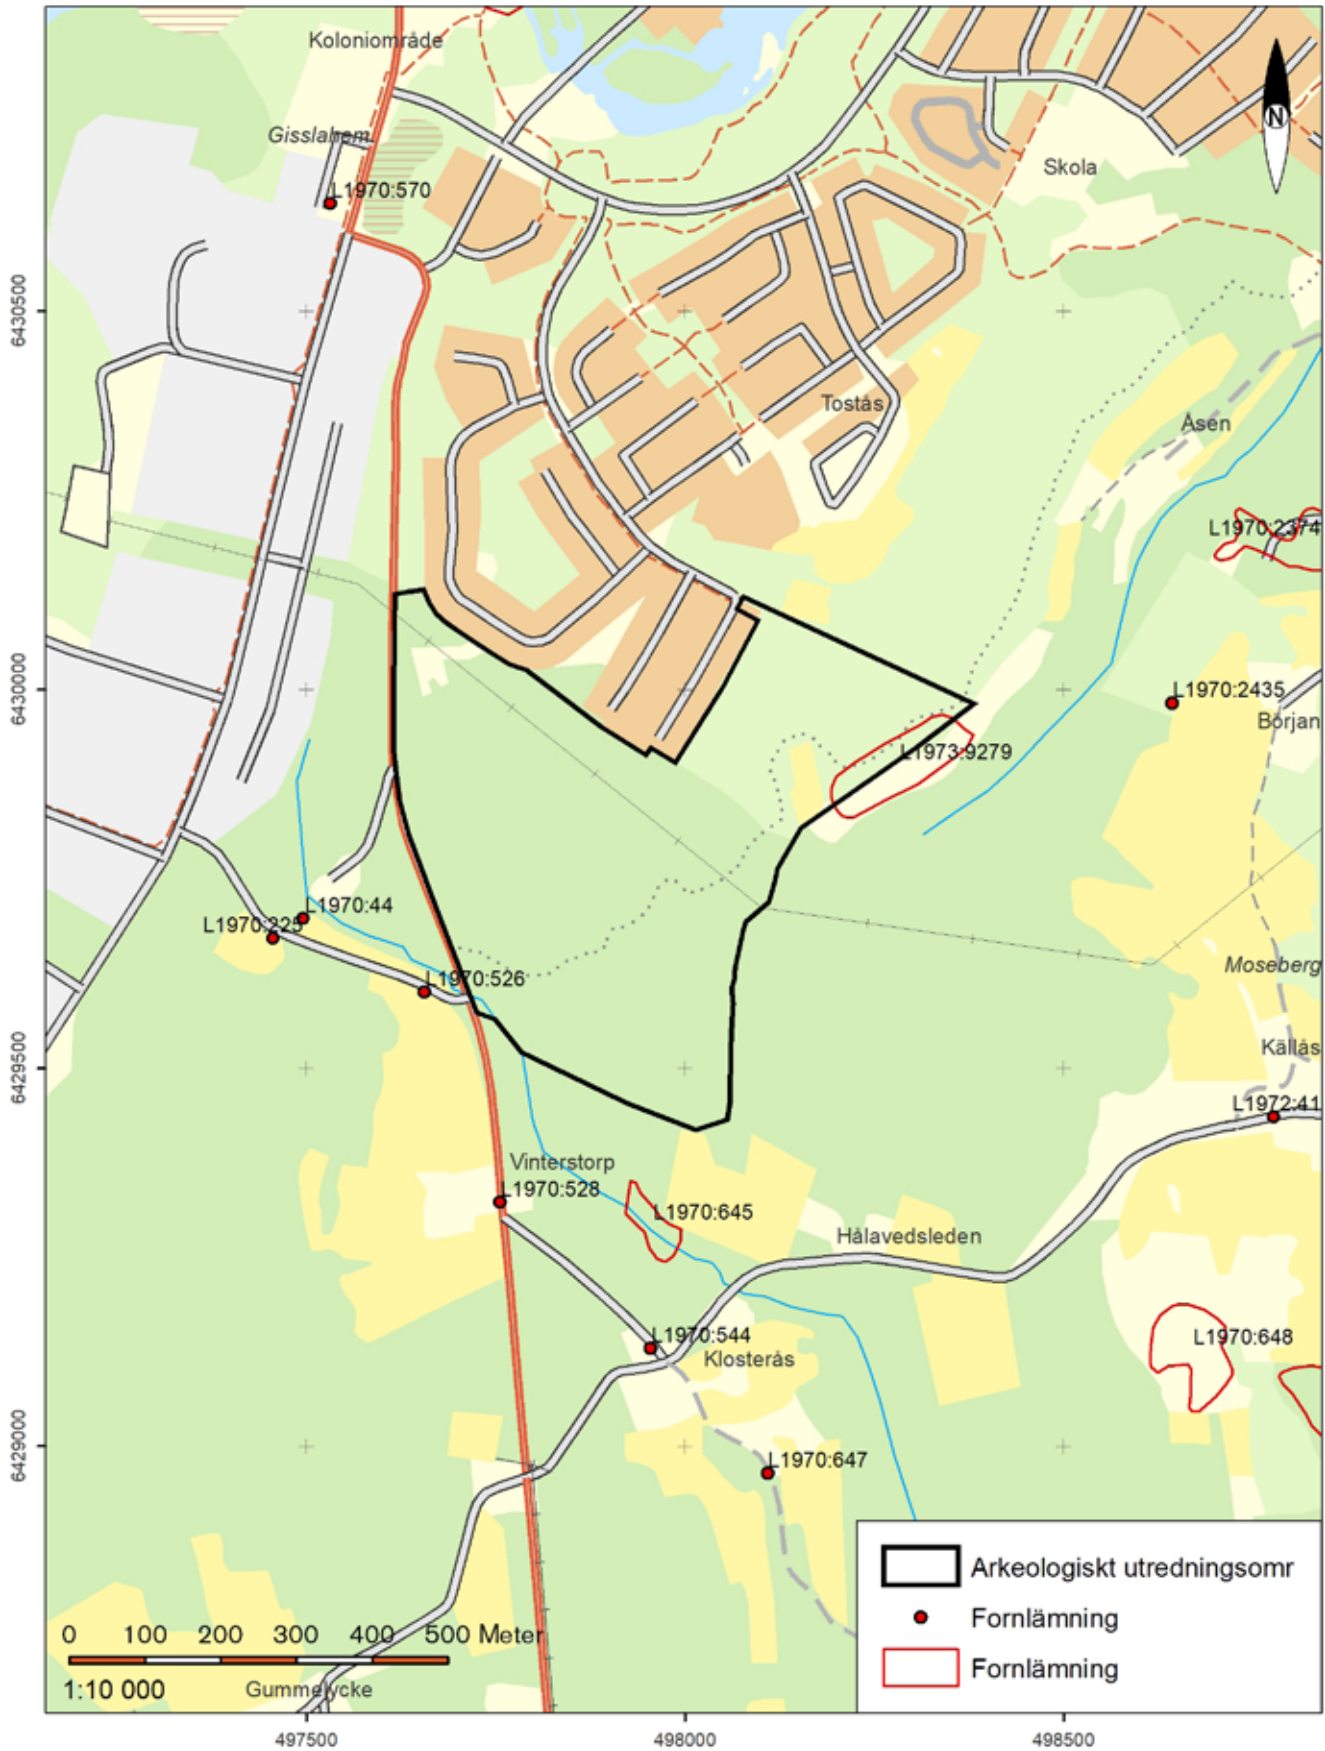 Koloniområde
Gisslahem
N
Skola
L1970:570
6430500
Tostås
Åsen
L1970:2374
6430000
L1970:2435
Början
L1973:9279
L1970:44
L1970:225
L1970:526
Moseberg
Källås
6429500
L1972:41
Vinterstorp
L1970:528
L1970:645
Hålavedsleden
L1970:544
L1970:648
Klosterås
6429000
L1970:647
Arkeologiskt utredningsomr
Fornlämning
Fornlämning
0 100 200 300 400 500 Meter
1:10 000
Gummelycke
497500 498000 498500